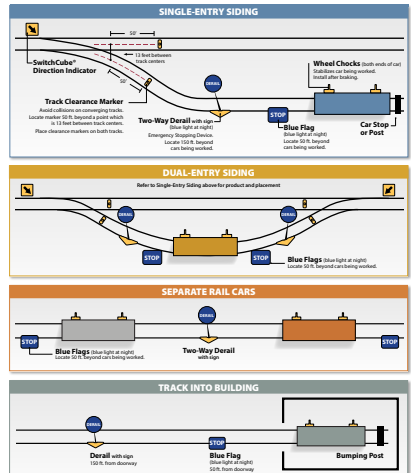 SINGLE-ENTRY SIDING
50'
13 feet between
track centers
SwitchCube®
Direction Indicator
50'
Track Clearance Marker
Avoid collisions on converging tracks.
Locate marker 50 ft. beyond a point which
is 13 feet between track centers.
Place clearance markers on both tracks.
DERAIL
Two-Way Derail with sign
(blue light at night)
Emergency Stopping Device.
Locate 150 ft. beyond
cars being worked.
STOP
Blue Flag
(blue light at night)
Locate 50 ft. beyond
cars being worked.
Wheel Chocks (both ends of car)
Stabilizes car being worked.
Install after braking.
Car Stop
or Post
DUAL-ENTRY SIDING
Refer to Single-Entry Siding above for product and placement
DERAIL
DERAIL
STOP
STOP
Blue Flags (blue light at night)
Locate 50 ft. beyond cars being worked.
SEPARATE RAIL CARS
DERAIL
STOP
STOP
Blue Flags (blue light at night)
Locate 50 ft. beyond cars being worked.
Two-Way Derail
with sign
TRACK INTO BUILDING
DERAIL
STOP
Derail with sign
150 ft. from doorway
Blue Flag
(blue light at night)
50 ft. from doorway
Bumping Post